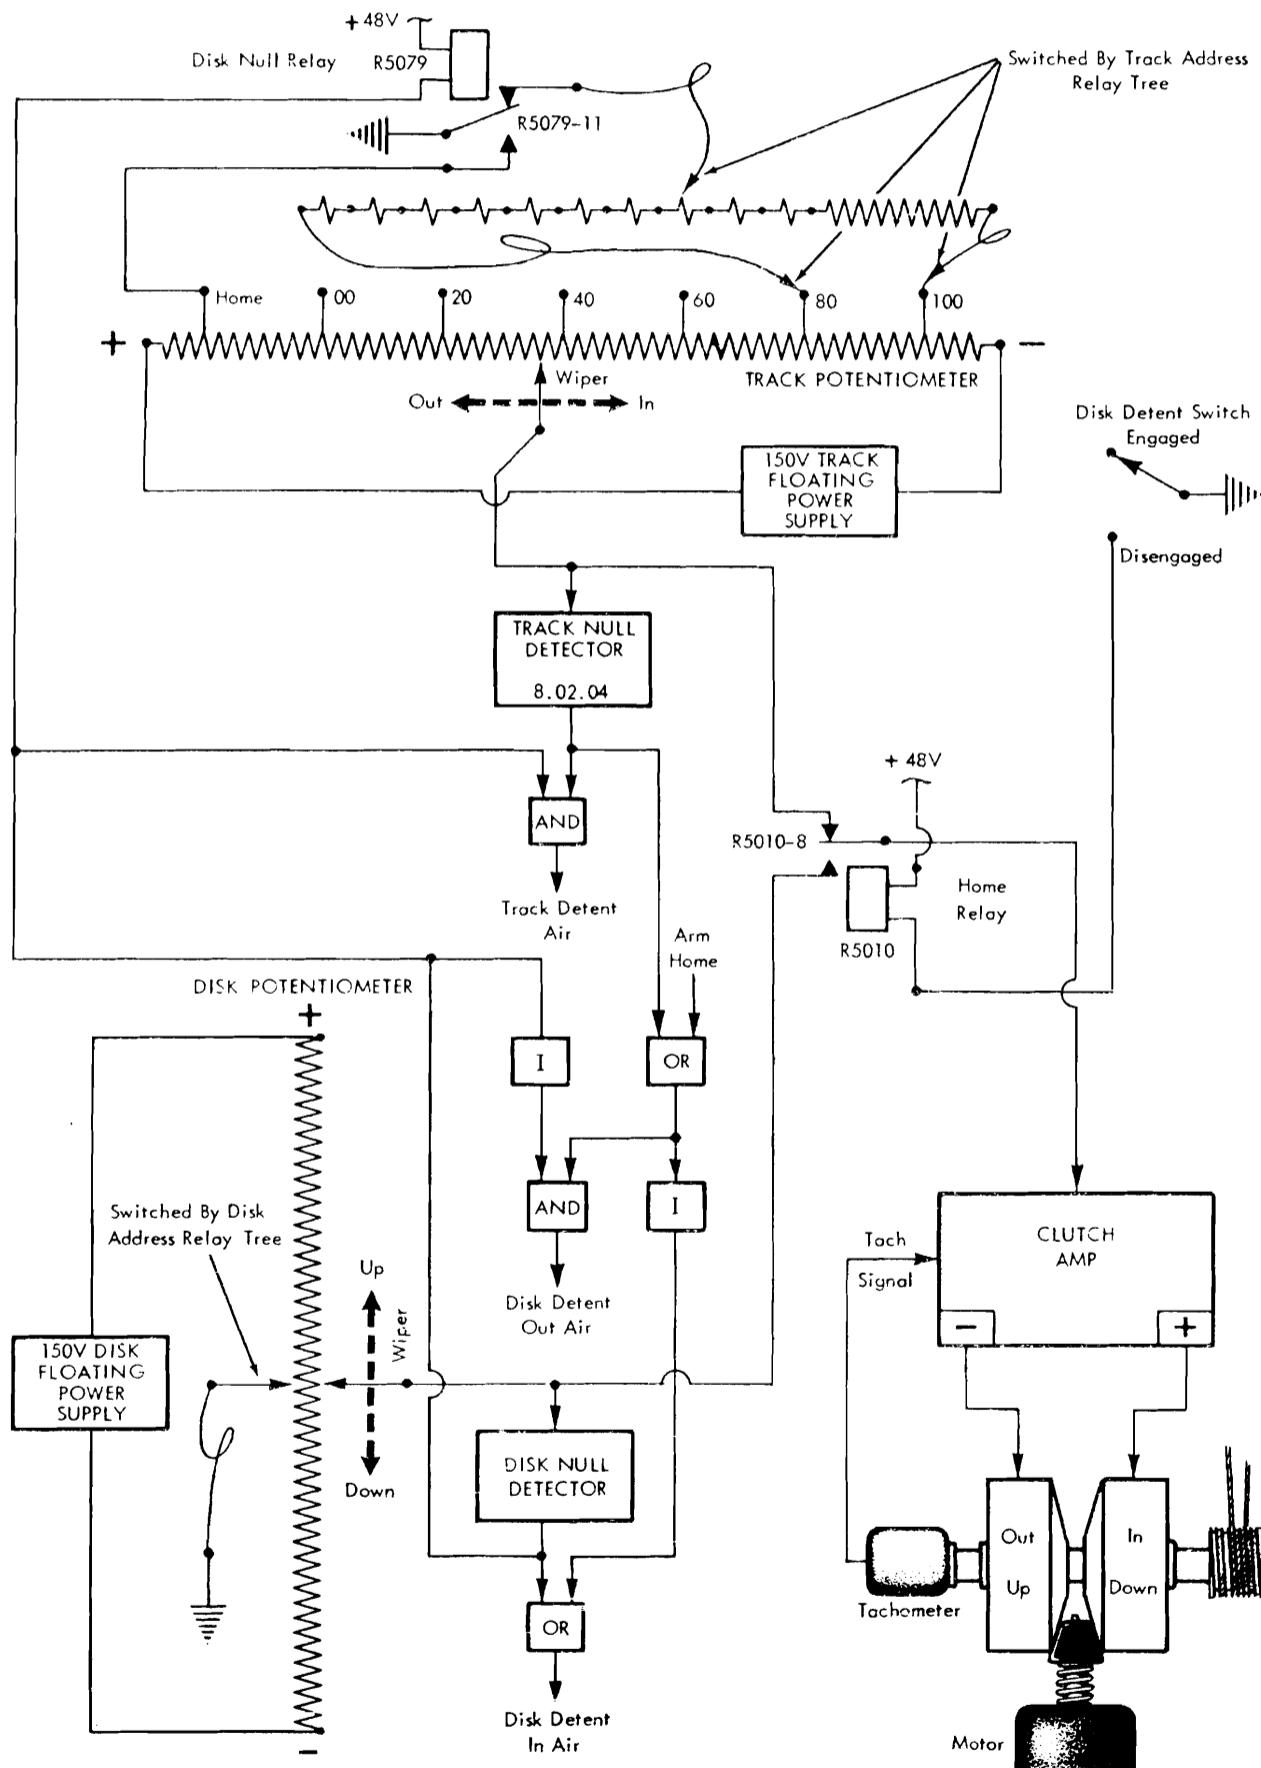 + 48V
Disk Null Relay R5079
Switched By Track Address
Relay Tree
R5079-11
Home 00 20 40 60 80 100
+ −
Wiper
TRACK POTENTIOMETER
Out In
150V TRACK
FLOATING
POWER
SUPPLY
Disk Detent Switch
Engaged
Disengaged
TRACK NULL
DETECTOR
8.02.04
AND
Track Detent
Air
+ 48V
R5010-8
Home
Relay
R5010
Arm
Home
DISK POTENTIOMETER
+
I
OR
AND
I
Disk Detent
Out Air
Switched By Disk
Address Relay Tree
Up
Wiper
Down
150V DISK
FLOATING
POWER
SUPPLY
−
DISK NULL
DETECTOR
OR
Disk Detent
In Air
Tach
Signal
CLUTCH
AMP
− +
Out
Up
In
Down
Tachometer
Motor